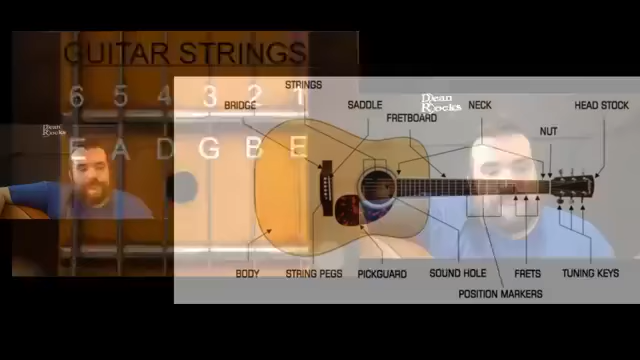 GUITAR STRINGS
6 5 4 3 2 1
E A D G B E
Dean
Rocks
STRINGS
BRIDGE
SADDLE
FRETBOARD
Dean
Rocks
NECK
NUT
HEAD STOCK
BODY
STRING PEGS
PICKGUARD
SOUND HOLE
POSITION MARKERS
FRETS
TUNING KEYS